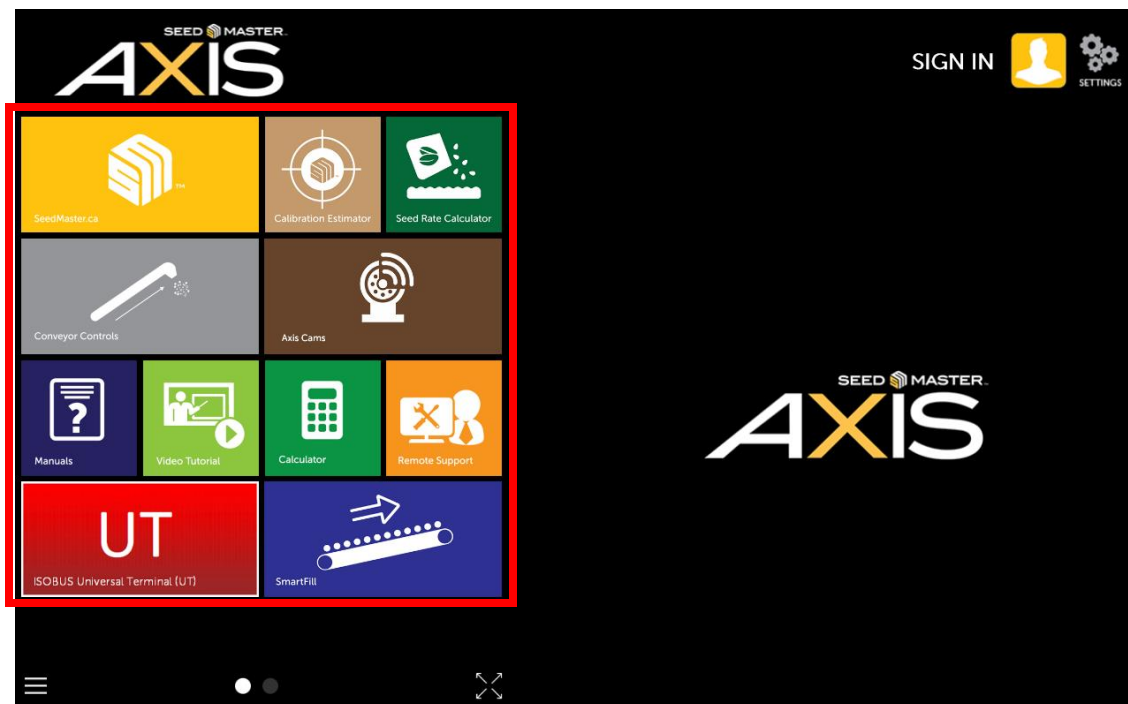 SEED MASTER
AXIS
SIGN IN
SETTINGS
TM
SeedMaster.ca
Calibration Estimator
Seed Rate Calculator
Conveyor Controls
Axis Cams
?
Manuals
Video Tutorial
Calculator
Remote Support
UT
ISOBUS Universal Terminal (UT)
SmartFill
SEED MASTER
AXIS